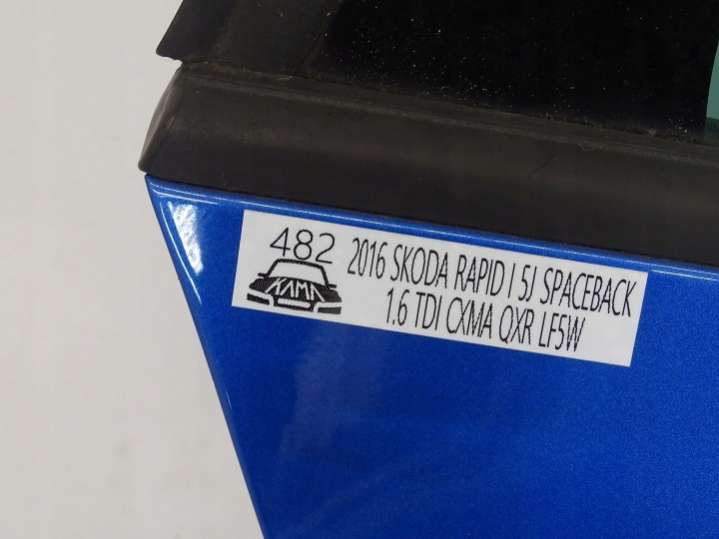 482
KAMA
2016 SKODA RAPID I 5J SPACEBACK
1.6 TDI CXMA QXR LF5W